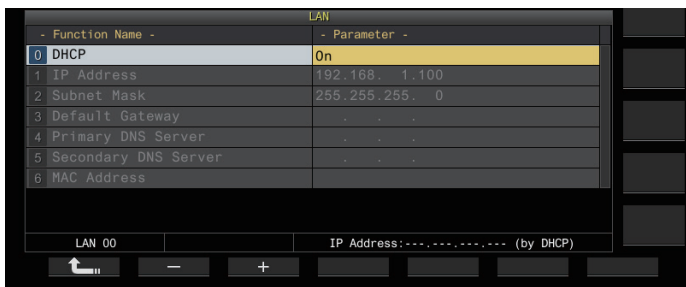 LAN
- Function Name - - Parameter -
0 DHCP On
1 IP Address 192.168. 1.100
2 Subnet Mask 255.255.255. 0
3 Default Gateway . . .
4 Primary DNS Server . . .
5 Secondary DNS Server . . .
6 MAC Address
LAN 00 IP Address:---.---.---.--- (by DHCP)
− +